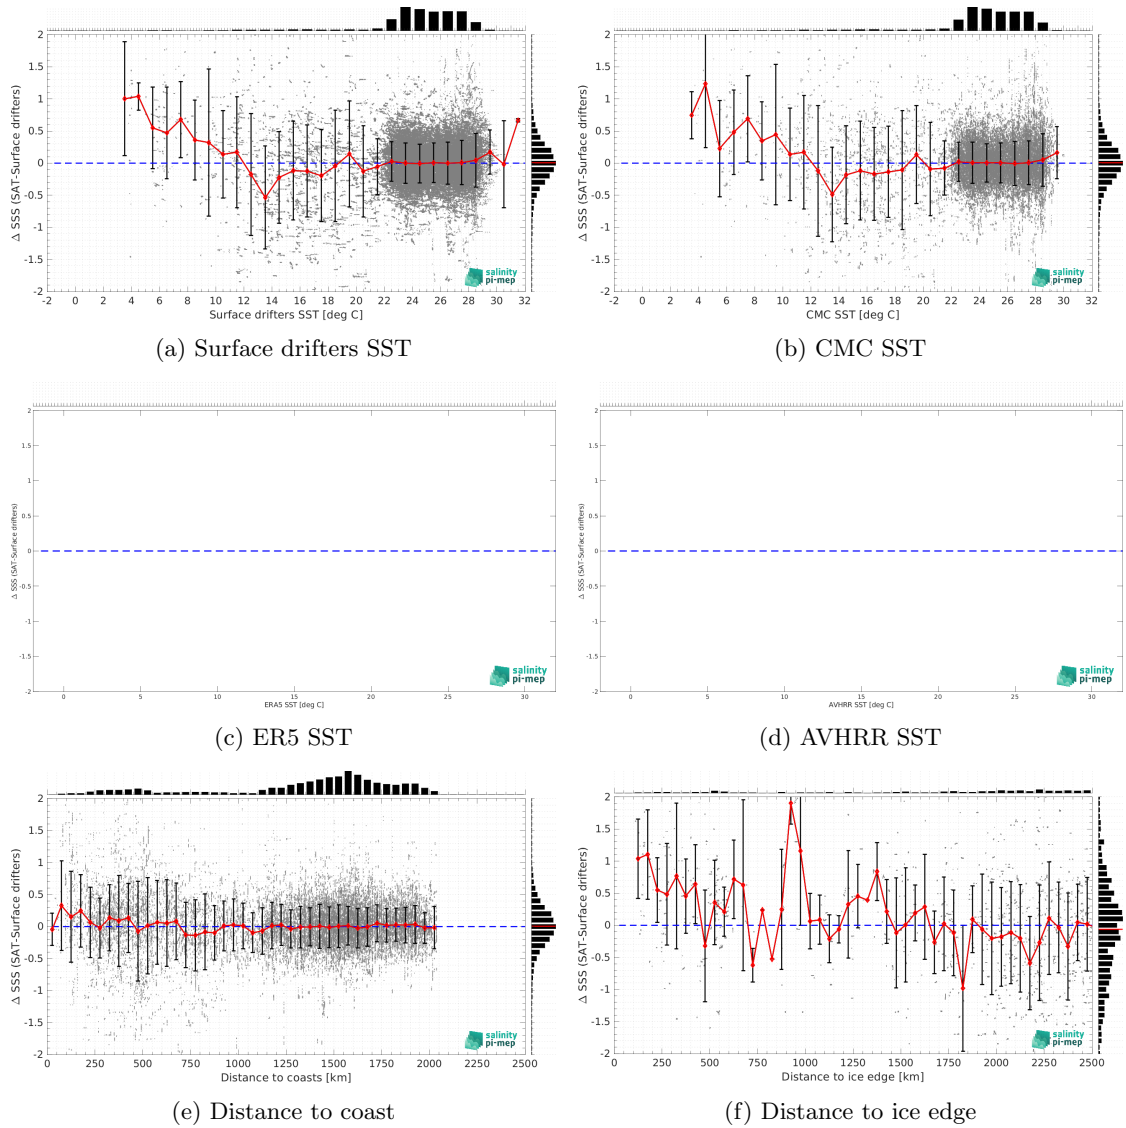 2
1.5
1
0.5
0
-0.5
-1
-1.5
-2
Δ SSS (SAT-Surface drifters)
-2 0 2 4 6 8 10 12 14 16 18 20 22 24 26 28 30 32
Surface drifters SST [deg C]
salinity
pi-mep
(a) Surface drifters SST
2
1.5
1
0.5
0
-0.5
-1
-1.5
-2
Δ SSS (SAT-Surface drifters)
-2 0 2 4 6 8 10 12 14 16 18 20 22 24 26 28 30 32
CMC SST [deg C]
salinity
pi-mep
(b) CMC SST
2
1.5
1
0.5
0
-0.5
-1
-1.5
-2
Δ SSS (SAT-Surface drifters)
0 5 10 15 20 25 30
ERA5 SST [deg C]
salinity
pi-mep
(c) ER5 SST
2
1.5
1
0.5
0
-0.5
-1
-1.5
-2
Δ SSS (SAT-Surface drifters)
0 5 10 15 20 25 30
AVHRR SST [deg C]
salinity
pi-mep
(d) AVHRR SST
2
1.5
1
0.5
0
-0.5
-1
-1.5
-2
Δ SSS (SAT-Surface drifters)
0 250 500 750 1000 1250 1500 1750 2000 2250 2500
Distance to coasts [km]
salinity
pi-mep
(e) Distance to coast
2
1.5
1
0.5
0
-0.5
-1
-1.5
-2
Δ SSS (SAT-Surface drifters)
0 250 500 750 1000 1250 1500 1750 2000 2250 2500
Distance to ice edge [km]
salinity
pi-mep
(f) Distance to ice edge